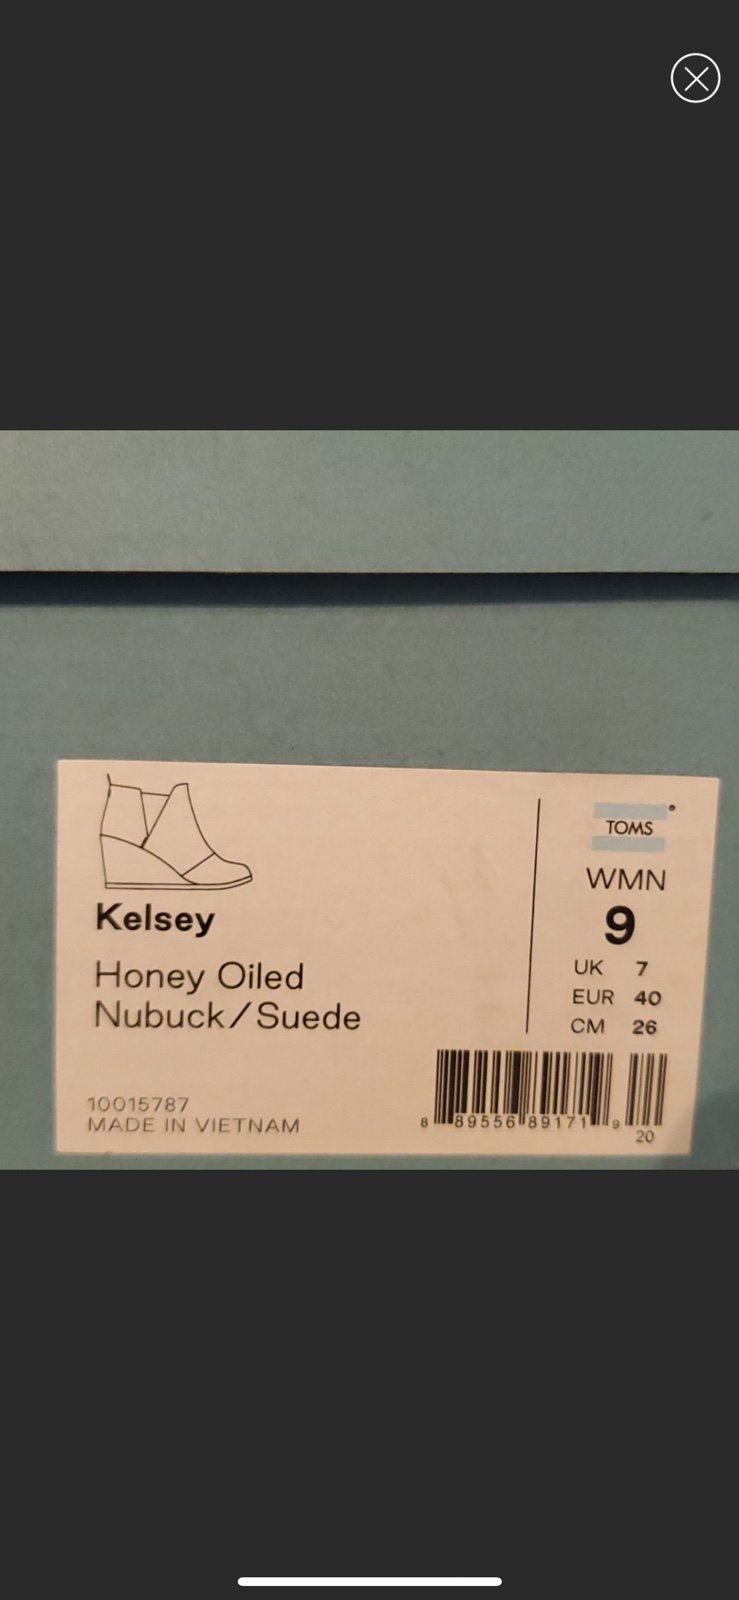 Kelsey
Honey Oiled
Nubuck/Suede
10015787
MADE IN VIETNAM
TOMS
WMN
9
UK 7
EUR 40
CM 26
8 89556 89171 9
20